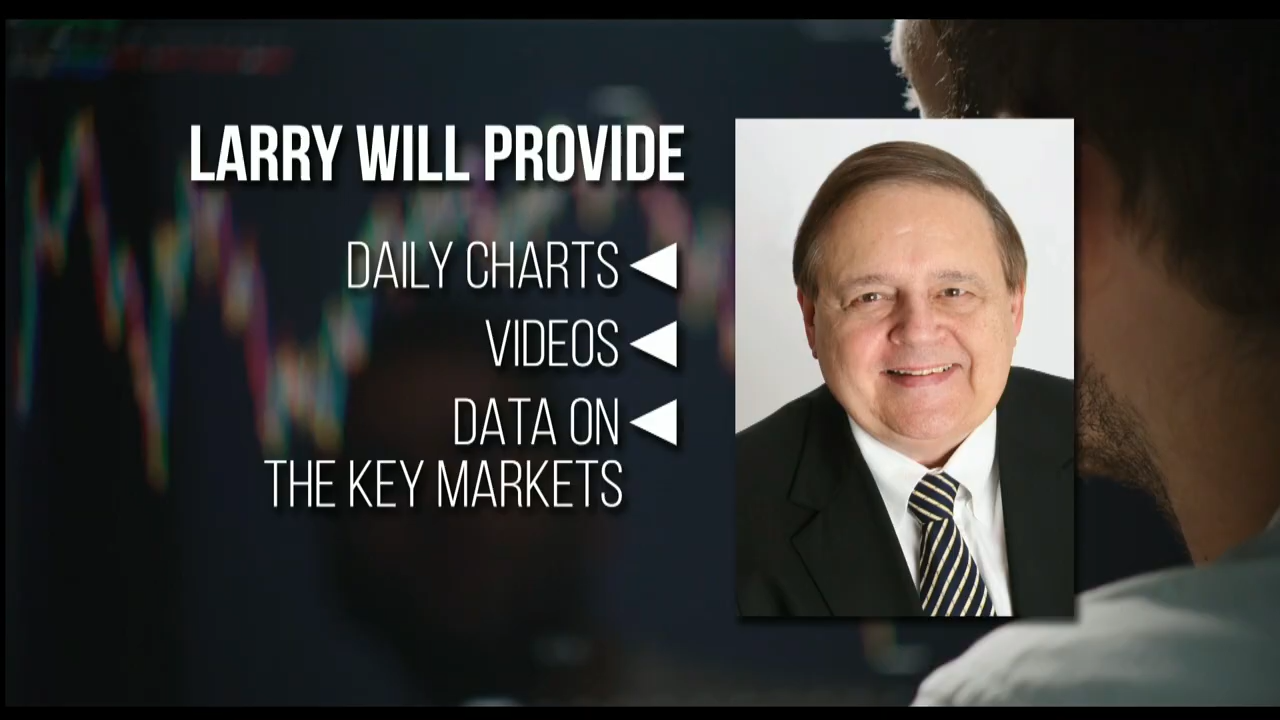 LARRY WILL PROVIDE
DAILY CHARTS
VIDEOS
DATA ON
THE KEY MARKETS